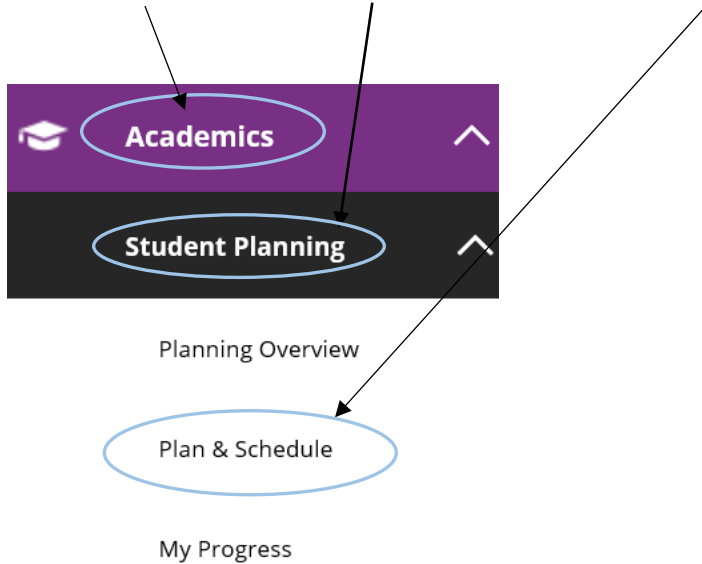 Academics
Student Planning
Planning Overview
Plan & Schedule
My Progress